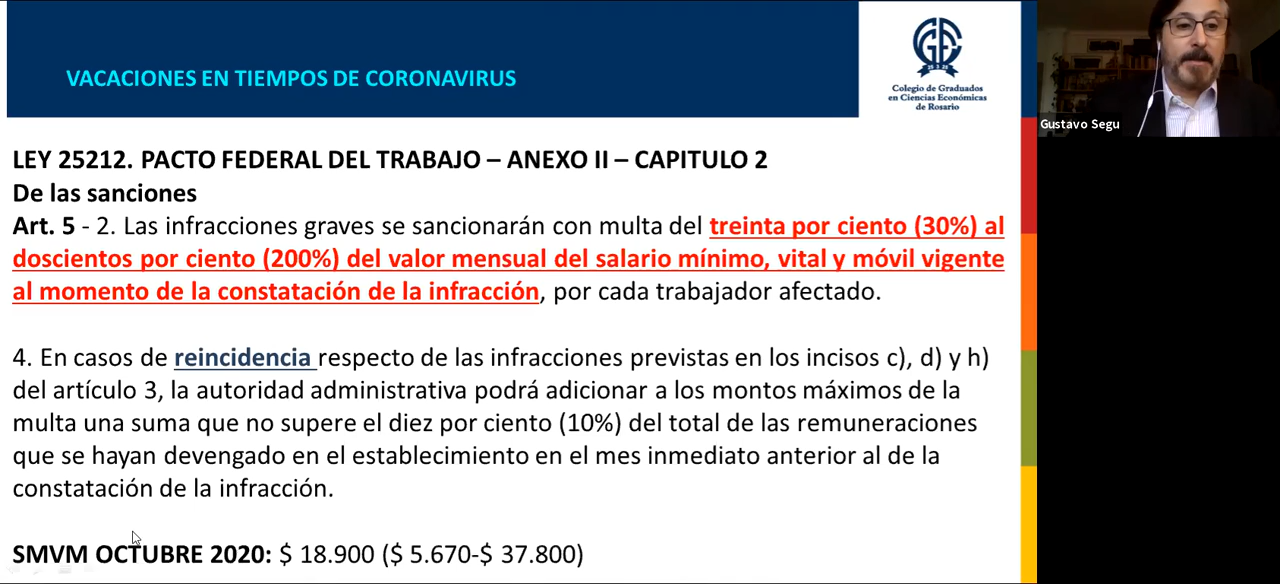 VACACIONES EN TIEMPOS DE CORONAVIRUS
GE
25 3 26
Colegio de Graduados
en Ciencias Económicas
de Rosario
Gustavo Segu
LEY 25212. PACTO FEDERAL DEL TRABAJO – ANEXO II – CAPITULO 2
De las sanciones
Art. 5 - 2. Las infracciones graves se sancionarán con multa del treinta por ciento (30%) al
doscientos por ciento (200%) del valor mensual del salario mínimo, vital y móvil vigente
al momento de la constatación de la infracción, por cada trabajador afectado.
4. En casos de reincidencia respecto de las infracciones previstas en los incisos c), d) y h)
del artículo 3, la autoridad administrativa podrá adicionar a los montos máximos de la
multa una suma que no supere el diez por ciento (10%) del total de las remuneraciones
que se hayan devengado en el establecimiento en el mes inmediato anterior al de la
constatación de la infracción.
SMVM OCTUBRE 2020: $ 18.900 ($ 5.670-$ 37.800)